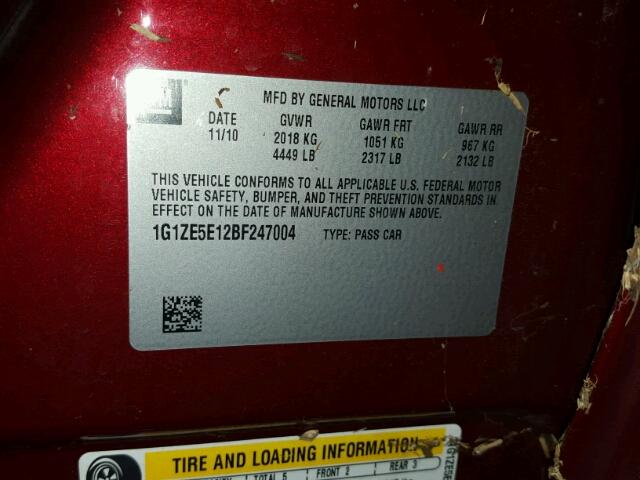 MFD BY GENERAL MOTORS LLC
DATE GVWR GAWR FRT GAWR RR
11/10 2018 KG 1051 KG 967 KG
4449 LB 2317 LB 2132 LB
THIS VEHICLE CONFORMS TO ALL APPLICABLE U.S. FEDERAL MOTOR
VEHICLE SAFETY, BUMPER, AND THEFT PREVENTION STANDARDS IN
EFFECT ON THE DATE OF MANUFACTURE SHOWN ABOVE.
1G1ZE5E12BF247004 TYPE: PASS CAR
TIRE AND LOADING INFORMATION
TOTAL 5 FRONT 2 REAR 3